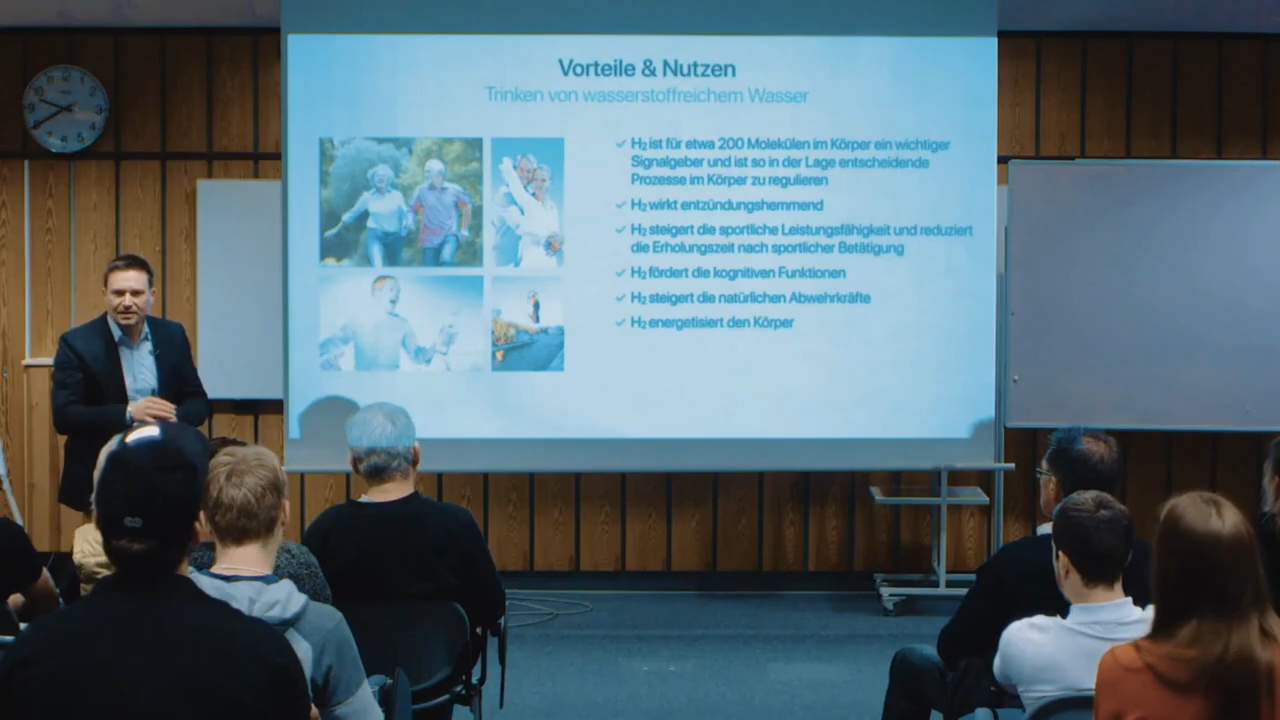 Vorteile & Nutzen
Trinken von wasserstoffreichem Wasser
H₂ ist für etwa 200 Molekülen im Körper ein wichtiger
Signalgeber und ist so in der Lage entscheidende
Prozesse im Körper zu regulieren
H₂ wirkt entzündungshemmend
H₂ steigert die sportliche Leistungsfähigkeit und reduziert
die Erholungszeit nach sportlicher Betätigung
H₂ fördert die kognitiven Funktionen
H₂ steigert die natürlichen Abwehrkräfte
H₂ energetisiert den Körper